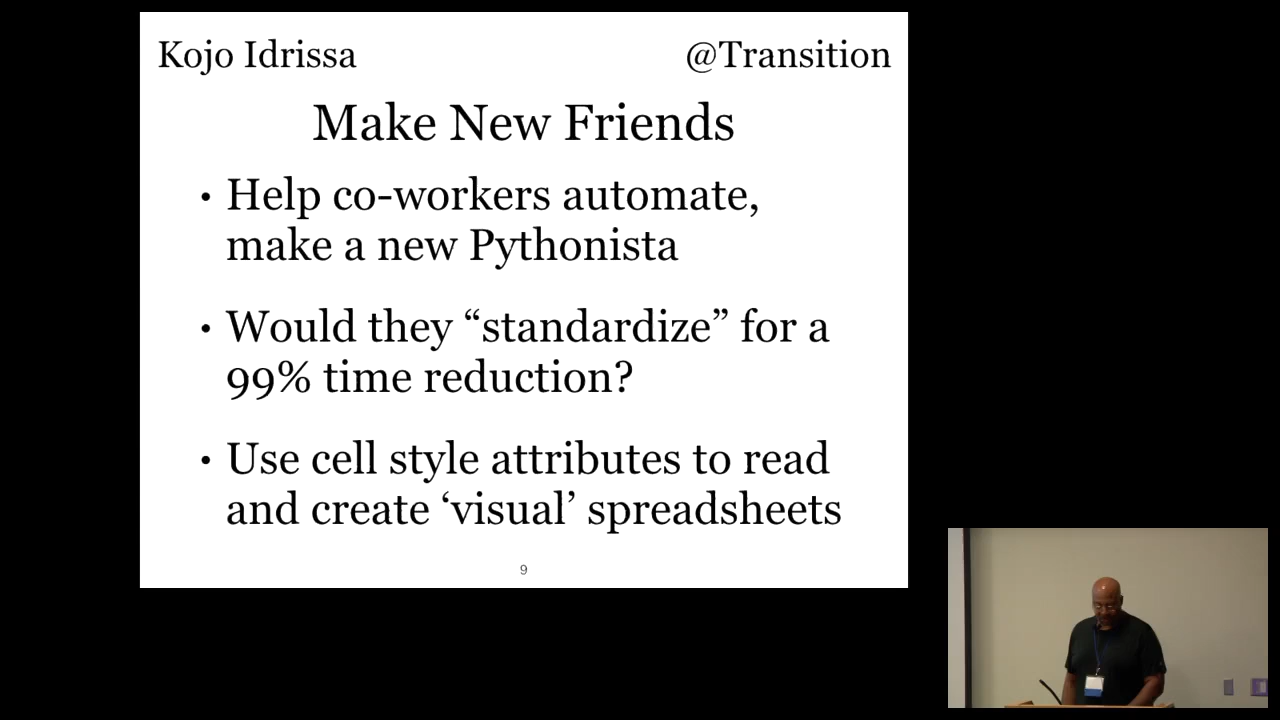 Kojo Idrissa @Transition
Make New Friends
• Help co-workers automate,
make a new Pythonista
• Would they “standardize” for a
99% time reduction?
• Use cell style attributes to read
and create ‘visual’ spreadsheets
9